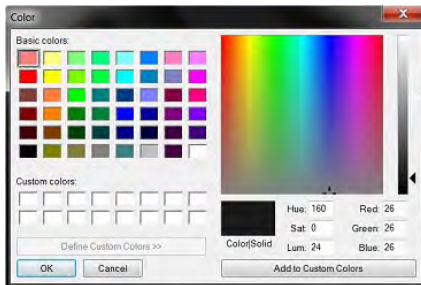 Color
Basic colors:
Custom colors:
Define Custom Colors >>
OK Cancel
Color|Solid
Hue: 160 Red: 26
Sat: 0 Green: 26
Lum: 24 Blue: 26
Add to Custom Colors